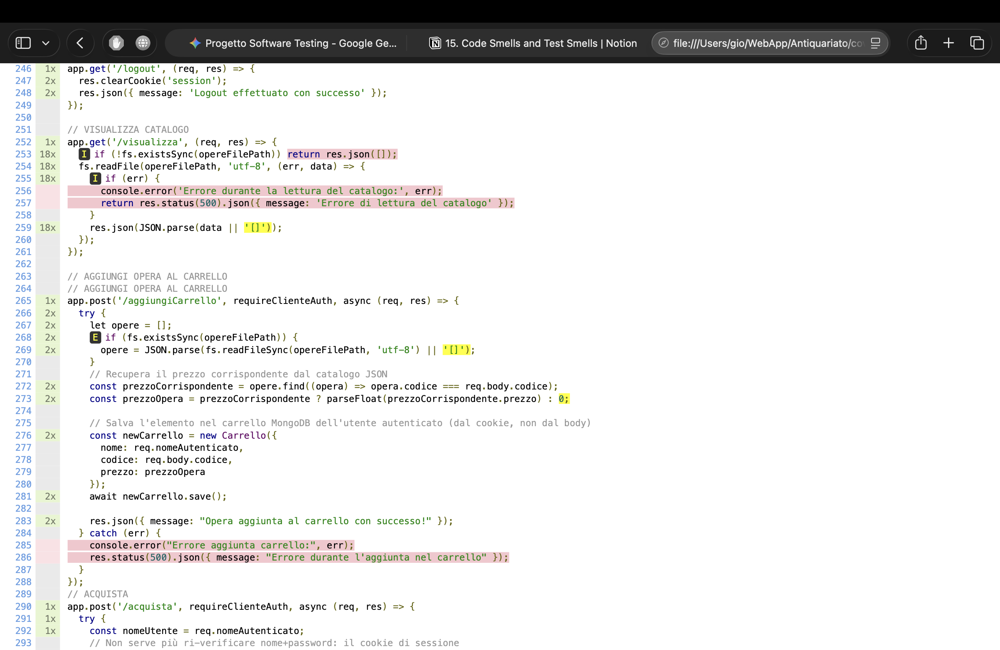 Progetto Software Testing - Google Ge...
15. Code Smells and Test Smells | Notion
file:///Users/gio/WebApp/Antiquariato/co
246 1x app.get('/logout', (req, res) => {
247 2x res.clearCookie('session');
248 2x res.json({ message: 'Logout effettuato con successo' });
249 });
250
251 // VISUALIZZA CATALOGO
252 1x app.get('/visualizza', (req, res) => {
253 18x I if (!fs.existsSync(opereFilePath)) return res.json([]);
254 18x fs.readFile(opereFilePath, 'utf-8', (err, data) => {
255 18x I if (err) {
256 console.error('Errore durante la lettura del catalogo:', err);
257 return res.status(500).json({ message: 'Errore di lettura del catalogo' });
258 }
259 18x res.json(JSON.parse(data || '[]'));
260 });
261 });
262
263 // AGGIUNGI OPERA AL CARRELLO
264 // AGGIUNGI OPERA AL CARRELLO
265 1x app.post('/aggiungiCarrello', requireClienteAuth, async (req, res) => {
266 2x try {
267 2x let opere = [];
268 2x E if (fs.existsSync(opereFilePath)) {
269 2x opere = JSON.parse(fs.readFileSync(opereFilePath, 'utf-8') || '[]');
270 }
271 // Recupera il prezzo corrispondente dal catalogo JSON
272 2x const prezzoCorrispondente = opere.find((opera) => opera.codice === req.body.codice);
273 2x const prezzoOpera = prezzoCorrispondente ? parseFloat(prezzoCorrispondente.prezzo) : 0;
274
275 // Salva l'elemento nel carrello MongoDB dell'utente autenticato (dal cookie, non dal body)
276 2x const newCarrello = new Carrello({
277 nome: req.nomeAutenticato,
278 codice: req.body.codice,
279 prezzo: prezzoOpera
280 });
281 2x await newCarrello.save();
282
283 2x res.json({ message: "Opera aggiunta al carrello con successo!" });
284 } catch (err) {
285 console.error("Errore aggiunta carrello:", err);
286 res.status(500).json({ message: "Errore durante l'aggiunta nel carrello" });
287 }
288 });
289 // ACQUISTA
290 1x app.post('/acquista', requireClienteAuth, async (req, res) => {
291 1x try {
292 1x const nomeUtente = req.nomeAutenticato;
293 // Non serve più ri-verificare nome+password: il cookie di sessione